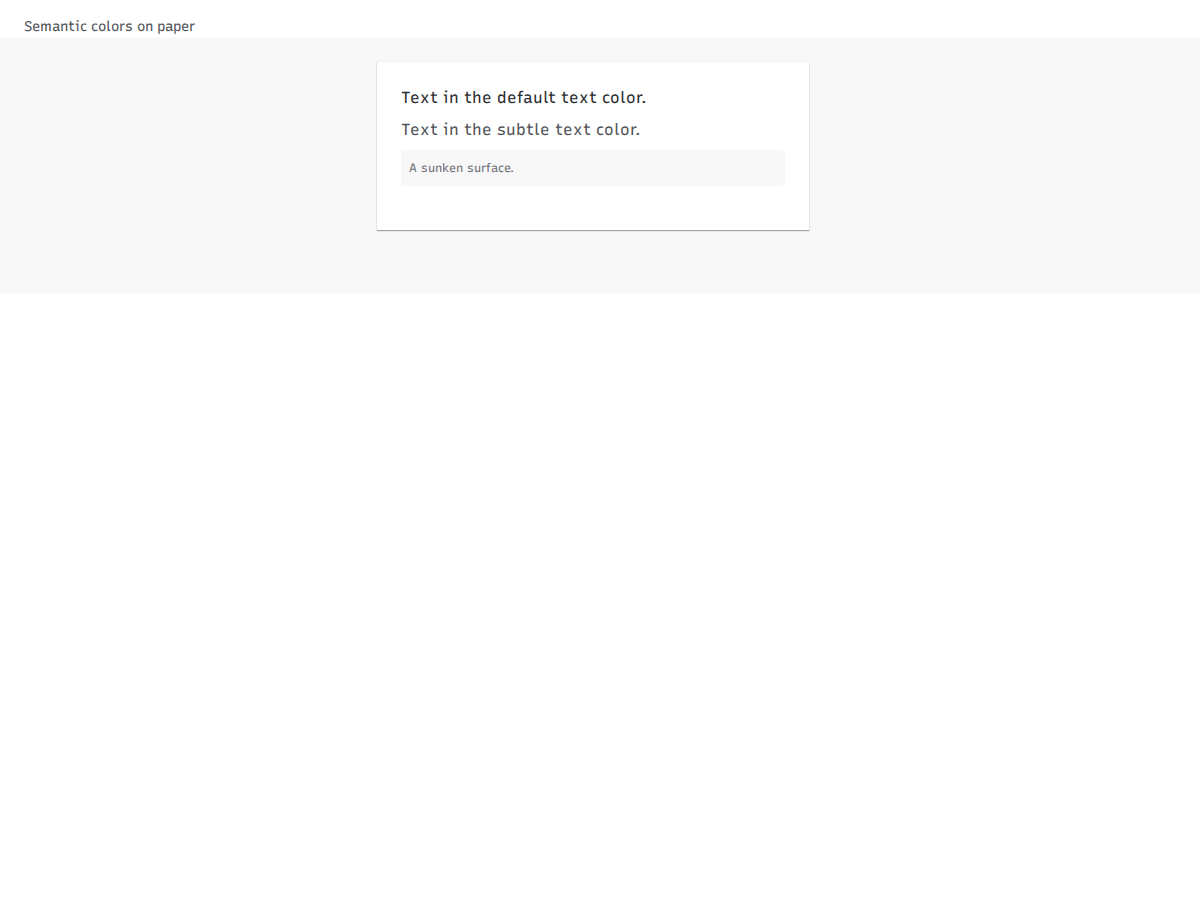 Semantic colors on paper
Text in the default text color.
Text in the subtle text color.
A sunken surface.